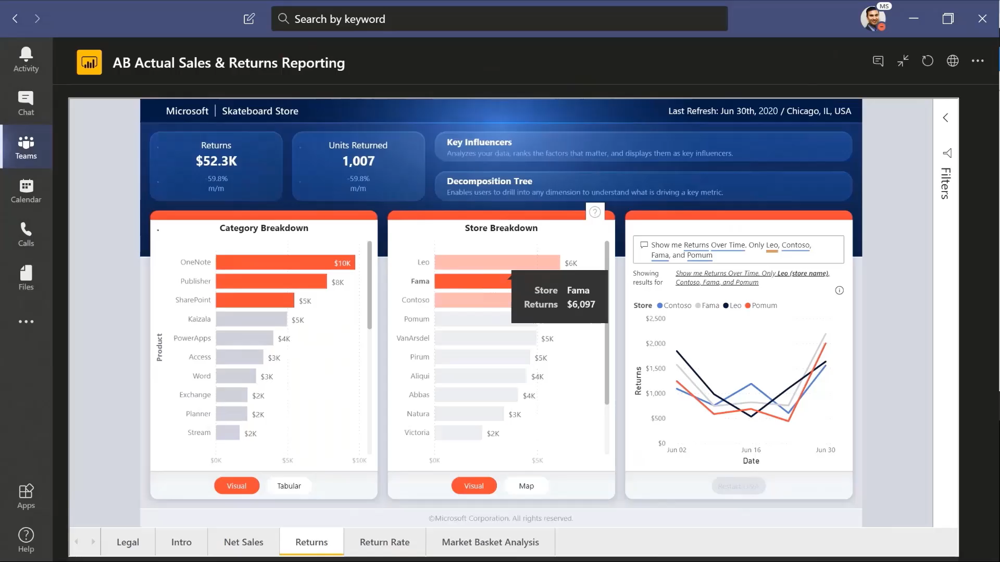 Search by keyword
MS
Activity
Chat
Teams
Calendar
Calls
Files
Apps
Help
AB Actual Sales & Returns Reporting
Microsoft | Skateboard Store
Last Refresh: Jun 30th, 2020 / Chicago, IL, USA
Returns
$52.3K
-59.8%
m/m
Units Returned
1,007
-59.8%
m/m
Key Influencers
Analyzes your data, ranks the factors that matter, and displays them as key influencers.
Decomposition Tree
Enables users to drill into any dimension to understand what is driving a key metric.
Filters
Category Breakdown
Product
OneNote $10K
Publisher $8K
SharePoint $5K
Kaizala $5K
PowerApps $4K
Access $3K
Word $3K
Exchange $2K
Planner $2K
Stream $2K
$0K $5K $10K
Visual Tabular
Store Breakdown
Leo $6K
Fama
Contoso
Pomum
VanArsdel $5K
Pirum $5K
Aliqui $4K
Abbas $4K
Natura $3K
Victoria $2K
$0K $5K
Store Fama
Returns $6,097
Visual Map
Show me Returns Over Time. Only Leo, Contoso,
Fama, and Pomum
Showing
results for
Show me Returns Over Time. Only Leo (store name),
Contoso, Fama, and Pomum
Store Contoso Fama Leo Pomum
Returns
$2,500
$2,000
$1,500
$1,000
$500
$0
Jun 02 Jun 16 Jun 30
Date
Restart
©Microsoft Corporation. All rights reserved.
Legal Intro Net Sales Returns Return Rate Market Basket Analysis